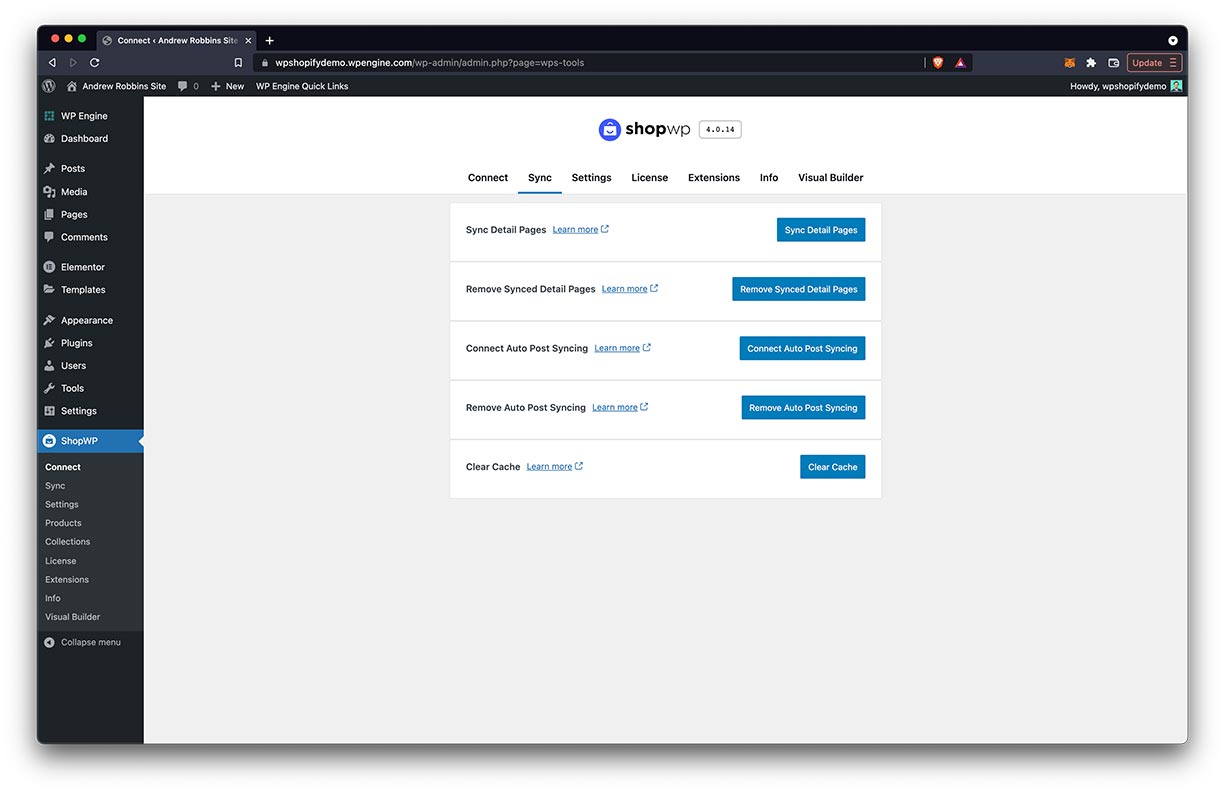 Connect ‹ Andrew Robbins Site
wpshopifydemo.wpengine.com/wp-admin/admin.php?page=wps-tools
Update
Andrew Robbins Site 0 New WP Engine Quick Links
Howdy, wpshopifydemo
WP Engine
Dashboard
Posts
Media
Pages
Comments
Elementor
Templates
Appearance
Plugins
Users
Tools
Settings
ShopWP
Connect
Sync
Settings
Products
Collections
License
Extensions
Info
Visual Builder
Collapse menu
shopwp 4.0.14
Connect Sync Settings License Extensions Info Visual Builder
Sync Detail Pages Learn more Sync Detail Pages
Remove Synced Detail Pages Learn more Remove Synced Detail Pages
Connect Auto Post Syncing Learn more Connect Auto Post Syncing
Remove Auto Post Syncing Learn more Remove Auto Post Syncing
Clear Cache Learn more Clear Cache